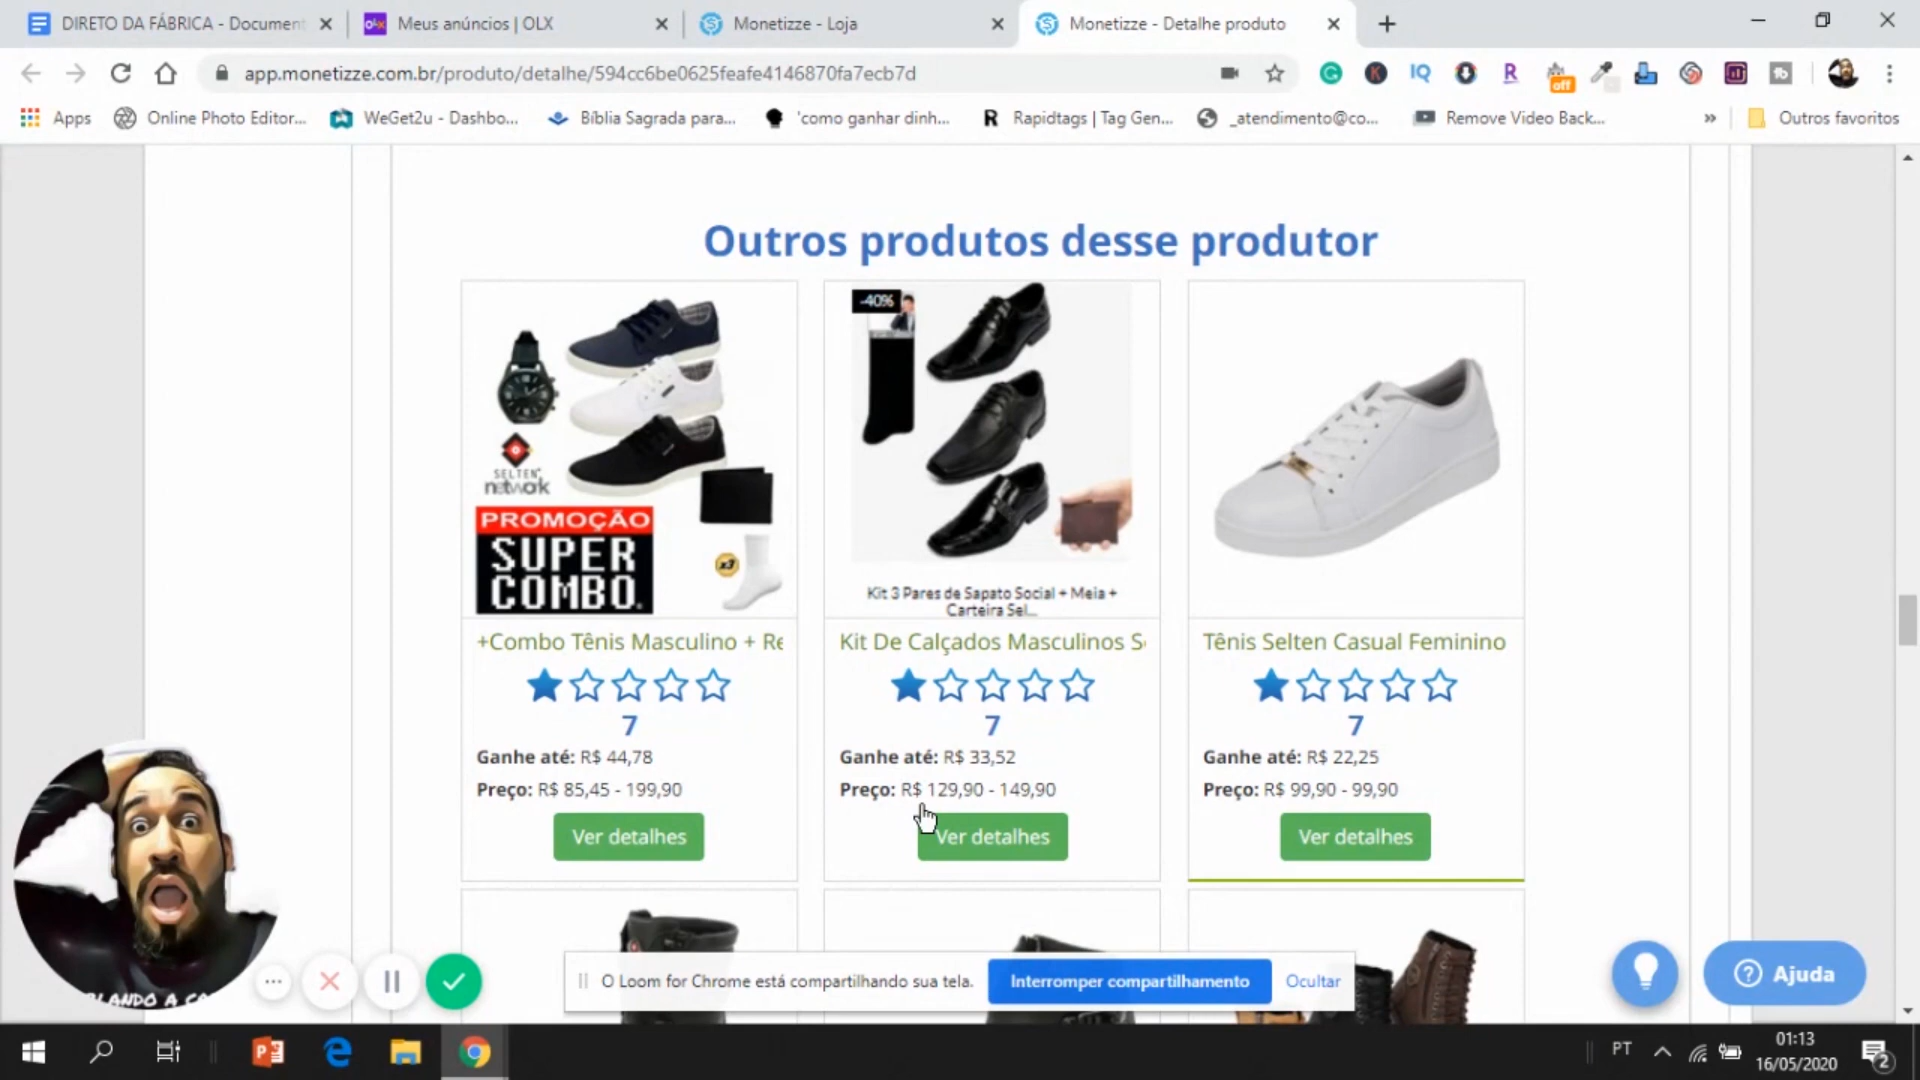 DIRETO DA FÁBRICA - Document
Meus anúncios | OLX
Monetizze - Loja
Monetizze - Detalhe produto
app.monetizze.com.br/produto/detalhe/594cc6be0625feafe4146870fa7ecb7d
Apps
Online Photo Editor...
WeGet2u - Dashbo...
Bíblia Sagrada para...
'como ganhar dinh...
Rapidtags | Tag Gen...
_atendimento@co...
Remove Video Back...
»
Outros favoritos
Outros produtos desse produtor
SELTEN
network
PROMOÇÃO
SUPER
COMBO
x3
-40%
Kit 3 Pares de Sapato Social + Meia +
Carteira Sel...
+Combo Tênis Masculino + Re
Kit De Calçados Masculinos S
Tênis Selten Casual Feminino
7
7
7
Ganhe até: R$ 44,78
Ganhe até: R$ 33,52
Ganhe até: R$ 22,25
Preço: R$ 85,45 - 199,90
Preço: R$ 129,90 - 149,90
Preço: R$ 99,90 - 99,90
Ver detalhes
Ver detalhes
Ver detalhes
O Loom for Chrome está compartilhando sua tela.
Interromper compartilhamento
Ocultar
Ajuda
PT
01:13
16/05/2020
2